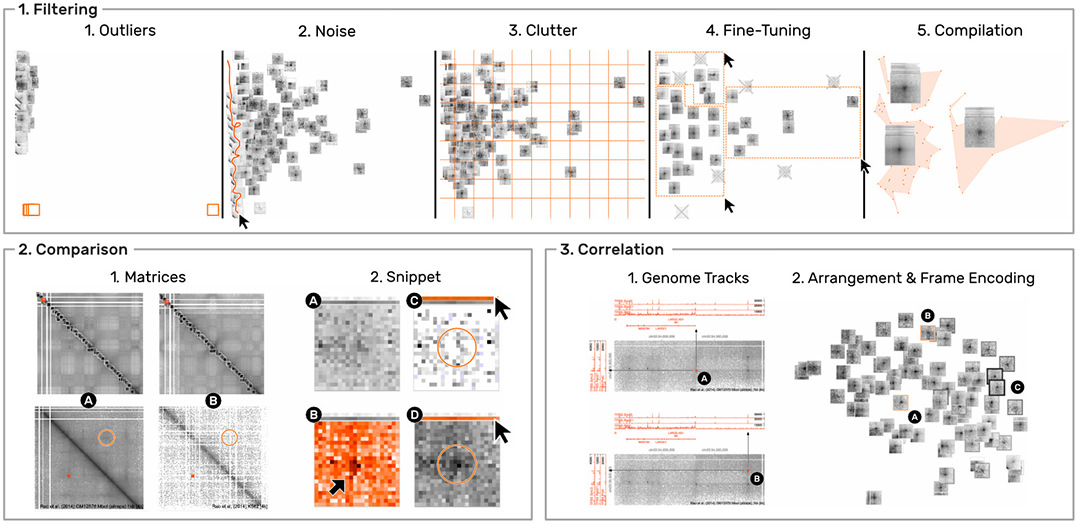 1. Filtering
1. Outliers
2. Noise
3. Clutter
4. Fine-Tuning
5. Compilation
2. Comparison
1. Matrices
2. Snippet
A
B
A
B
C
D
3. Correlation
1. Genome Tracks
2. Arrangement & Frame Encoding
A
B
A
B
C